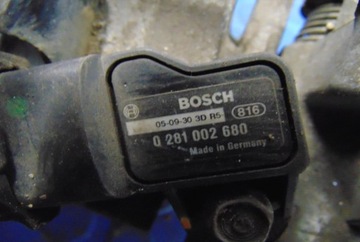 BOSCH
05-09-30 3D R5- 816
0 281 002 680
Made in Germany